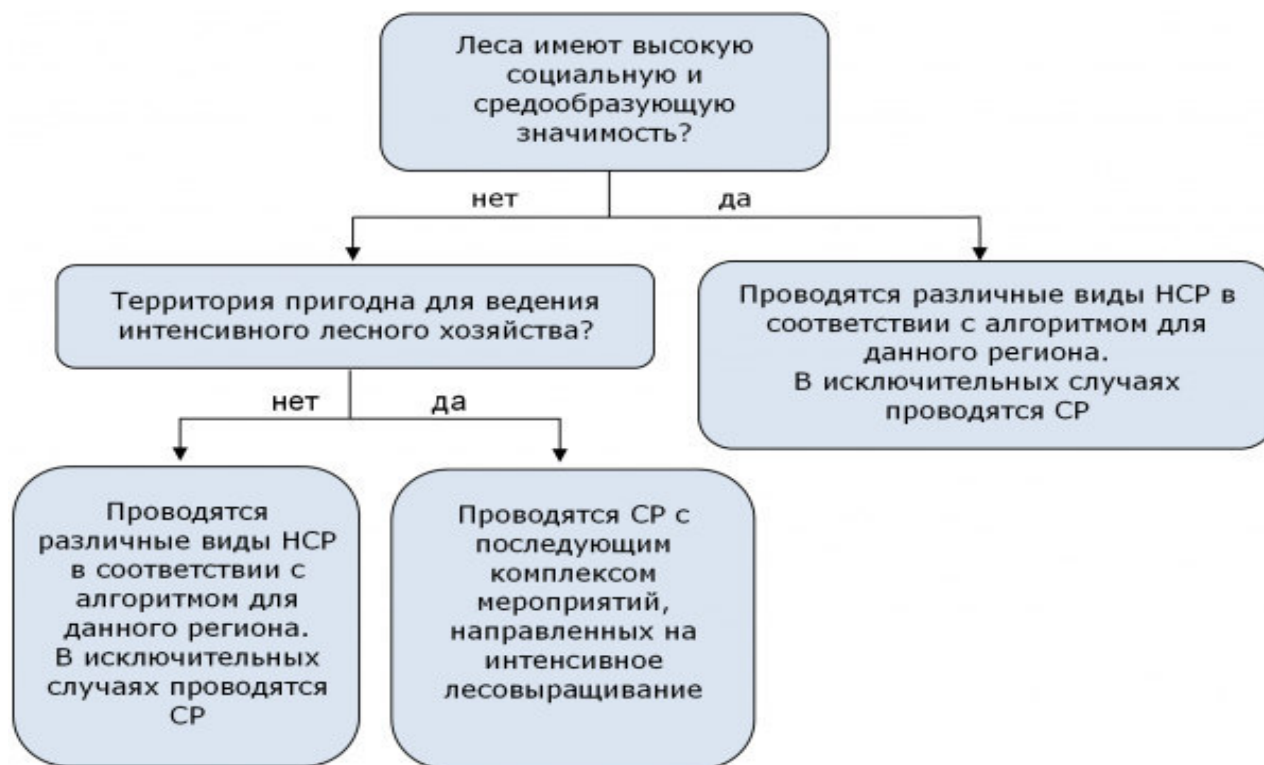 Леса имеют высокую
социальную и
средообразующую
значимость?
нет
да
Территория пригодна для ведения
интенсивного лесного хозяйства?
Проводятся различные виды НСР в
соответствии с алгоритмом для
данного региона.
В исключительных случаях
проводятся СР
нет
да
Проводятся
различные виды НСР
в соответствии с
алгоритмом для
данного региона.
В исключительных
случаях проводятся
СР
Проводятся СР с
последующим
комплексом
мероприятий,
направленных на
интенсивное
лесовыращивание